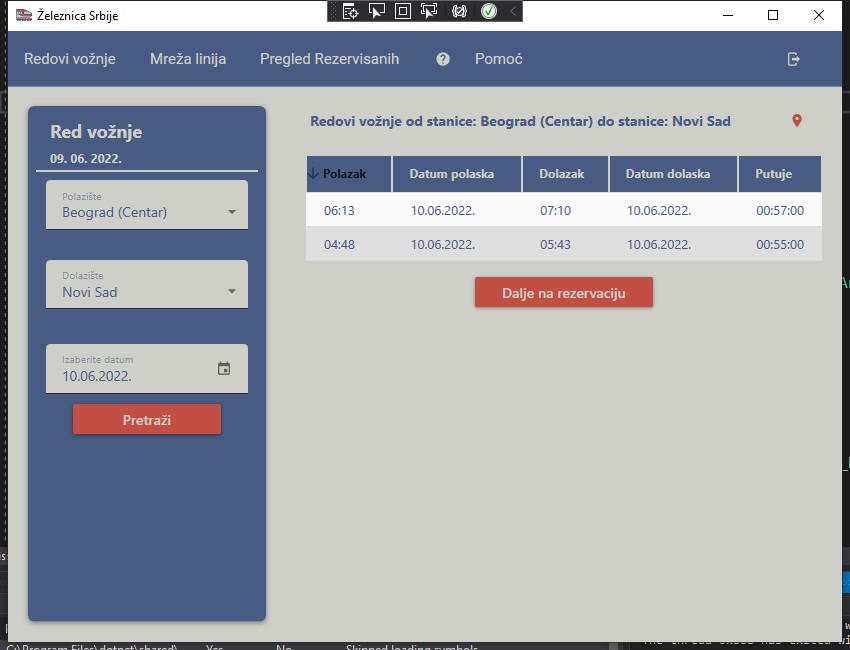 Železnica Srbije
Redovi vožnje Mreža linija Pregled Rezervisanih ? Pomoć
Red vožnje
09. 06. 2022.
Polazište
Beograd (Centar)
Dolazište
Novi Sad
Izaberite datum
10.06.2022.
Pretraži
Redovi vožnje od stanice: Beograd (Centar) do stanice: Novi Sad
Polazak Datum polaska Dolazak Datum dolaska Putuje
06:13 10.06.2022. 07:10 10.06.2022. 00:57:00
04:48 10.06.2022. 05:43 10.06.2022. 00:55:00
Dalje na rezervaciju
C:\Program Files\dotnet\shared\ Yes No Skipped loading symbols